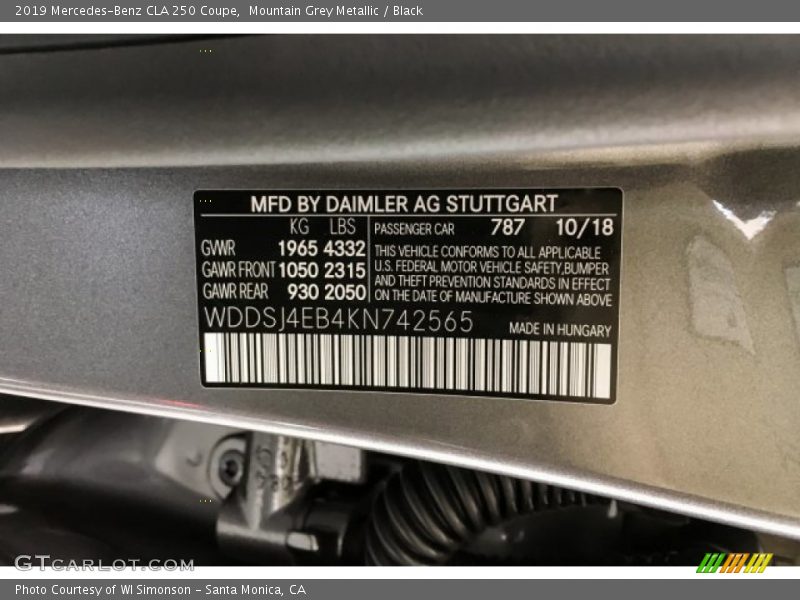 2019 Mercedes-Benz CLA 250 Coupe, Mountain Grey Metallic / Black
MFD BY DAIMLER AG STUTTGART
KG LBS
GVWR 1965 4332
GAWR FRONT 1050 2315
GAWR REAR 930 2050
PASSENGER CAR 787 10/18
THIS VEHICLE CONFORMS TO ALL APPLICABLE
U.S. FEDERAL MOTOR VEHICLE SAFETY,BUMPER
AND THEFT PREVENTION STANDARDS IN EFFECT
ON THE DATE OF MANUFACTURE SHOWN ABOVE
WDDSJ4EB4KN742565
MADE IN HUNGARY
GTCARLOT.COM
Photo Courtesy of WI Simonson - Santa Monica, CA